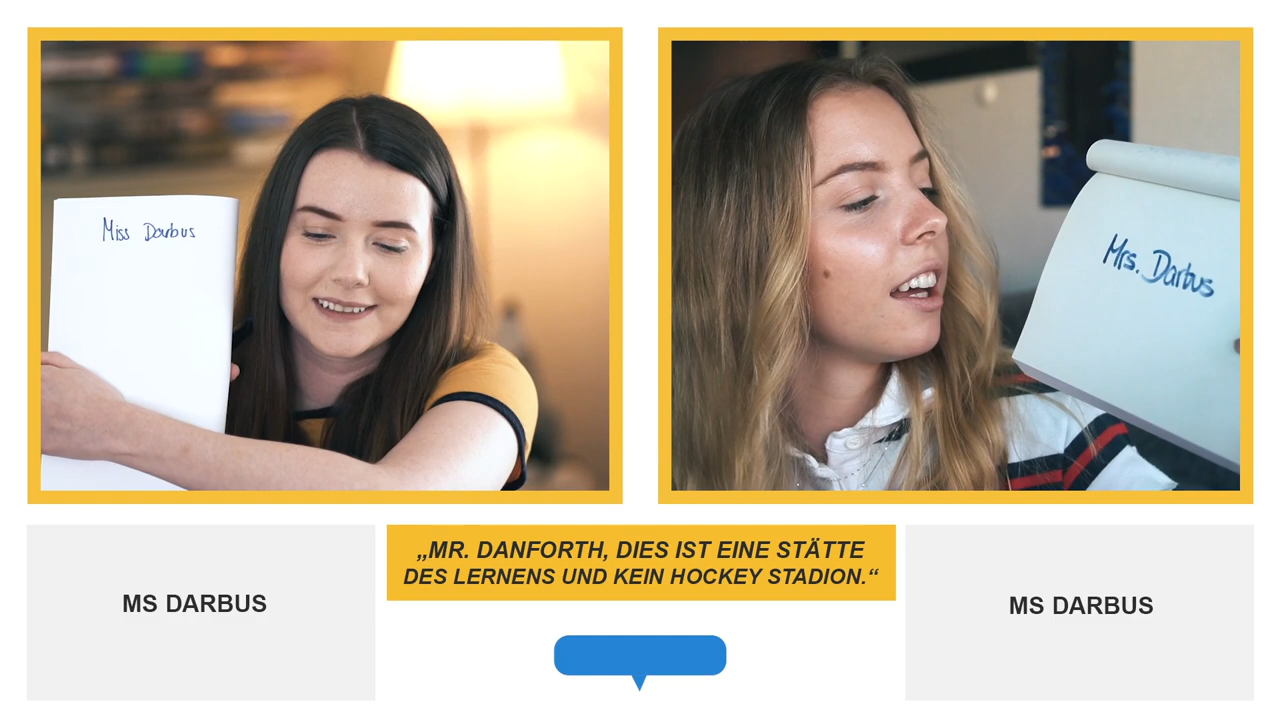 Miss Darbus
Mrs. Darbus
„MR. DANFORTH, DIES IST EINE STÄTTE
DES LERNENS UND KEIN HOCKEY STADION.“
MS DARBUS
MS DARBUS